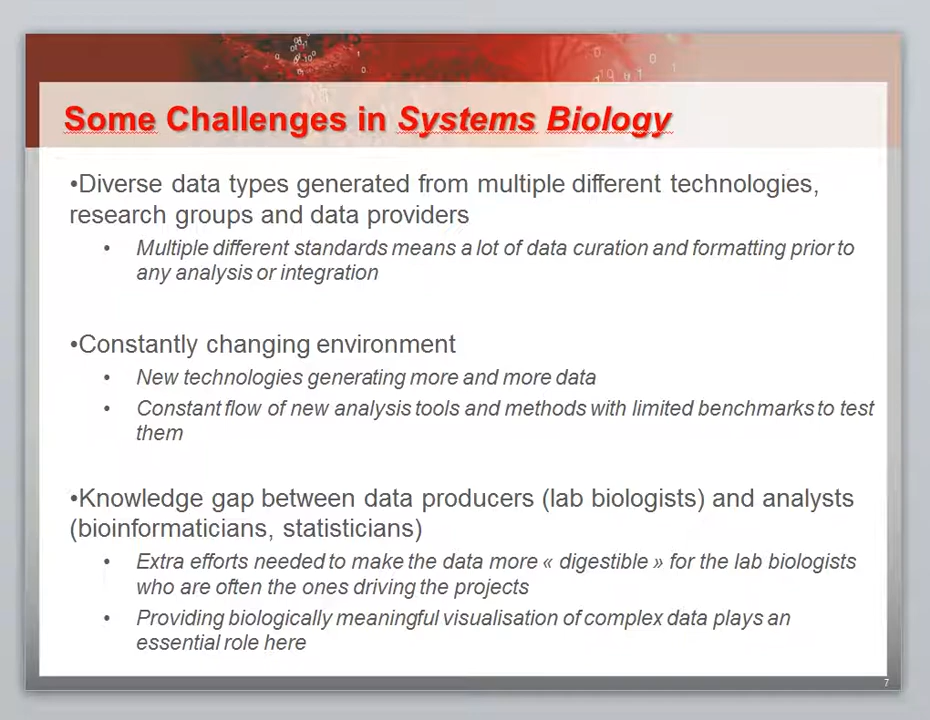 Some Challenges in Systems Biology
•Diverse data types generated from multiple different technologies,
research groups and data providers
• Multiple different standards means a lot of data curation and formatting prior to
any analysis or integration
•Constantly changing environment
• New technologies generating more and more data
• Constant flow of new analysis tools and methods with limited benchmarks to test
them
•Knowledge gap between data producers (lab biologists) and analysts
(bioinformaticians, statisticians)
• Extra efforts needed to make the data more « digestible » for the lab biologists
who are often the ones driving the projects
• Providing biologically meaningful visualisation of complex data plays an
essential role here
7